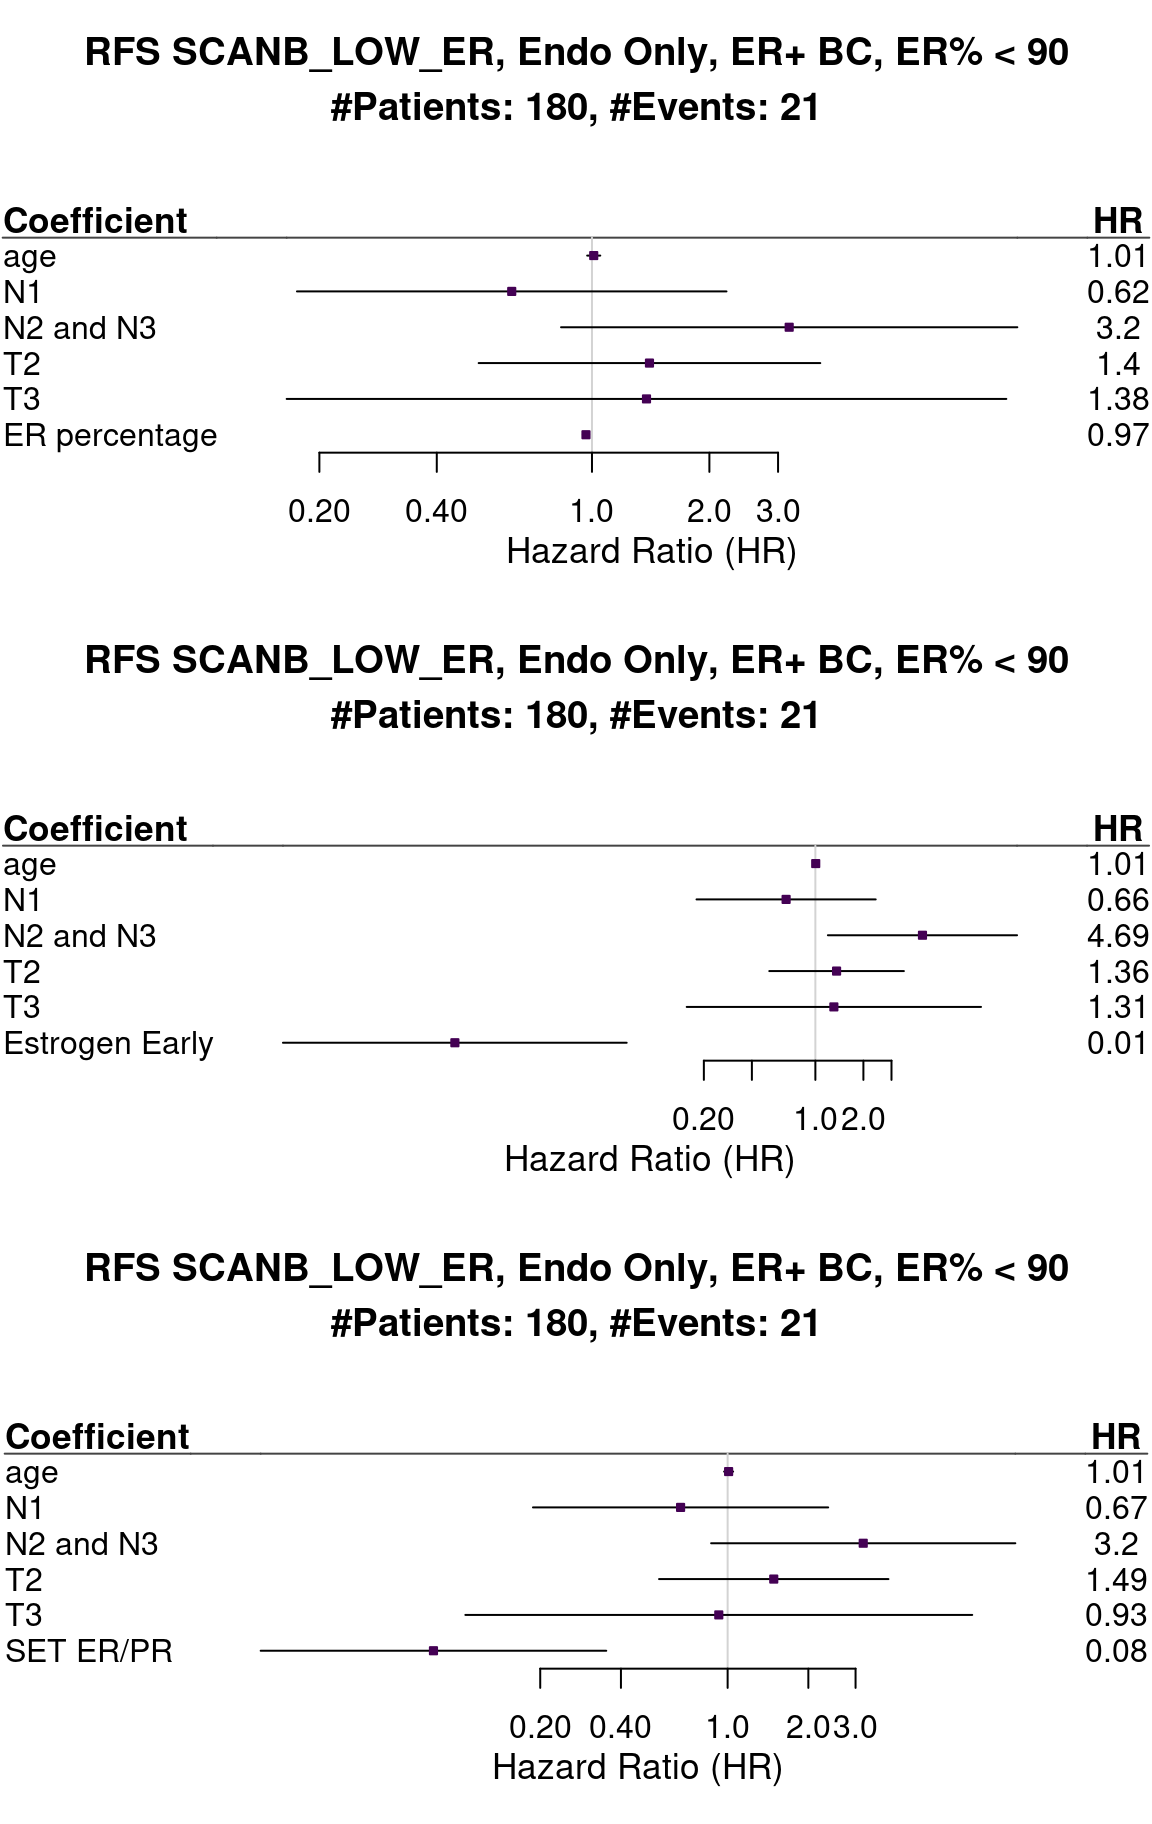 RFS SCANB_LOW_ER, Endo Only, ER+ BC, ER% < 90
#Patients: 180, #Events: 21
Coefficient HR
age 1.01
N1 0.62
N2 and N3 3.2
T2 1.4
T3 1.38
ER percentage 0.97
0.20 0.40 1.0 2.0 3.0
Hazard Ratio (HR)
RFS SCANB_LOW_ER, Endo Only, ER+ BC, ER% < 90
#Patients: 180, #Events: 21
Coefficient HR
age 1.01
N1 0.66
N2 and N3 4.69
T2 1.36
T3 1.31
Estrogen Early 0.01
0.20 1.0 2.0
Hazard Ratio (HR)
RFS SCANB_LOW_ER, Endo Only, ER+ BC, ER% < 90
#Patients: 180, #Events: 21
Coefficient HR
age 1.01
N1 0.67
N2 and N3 3.2
T2 1.49
T3 0.93
SET ER/PR 0.08
0.20 0.40 1.0 2.0 3.0
Hazard Ratio (HR)